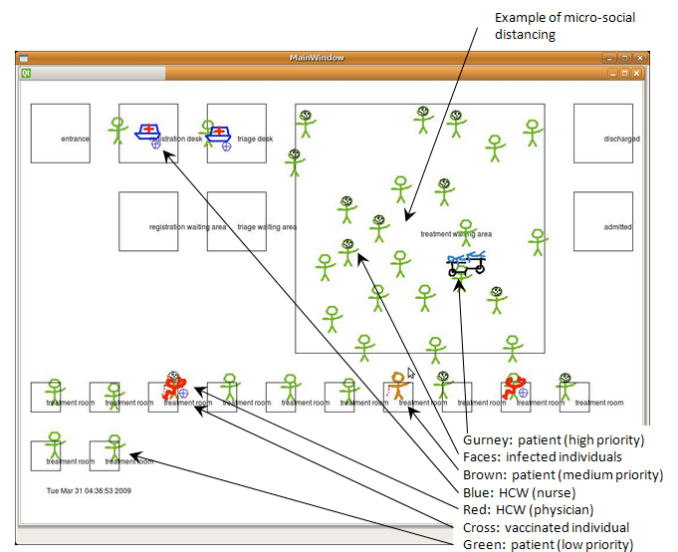 Example of micro-social
distancing
MainWindow
Qt
entrance
registration desk
triage desk
discharged
registration waiting area
triage waiting area
treatment waiting area
admitted
treatment room
treatment room
treatment room
treatment room
treatment room
treatment room
treatment room
treatment room
treatment room
treatment room
treatment room
treatment room
Tue Mar 31 04:36:53 2009
Gurney: patient (high priority)
Faces: infected individuals
Brown: patient (medium priority)
Blue: HCW (nurse)
Red: HCW (physician)
Cross: vaccinated individual
Green: patient (low priority)